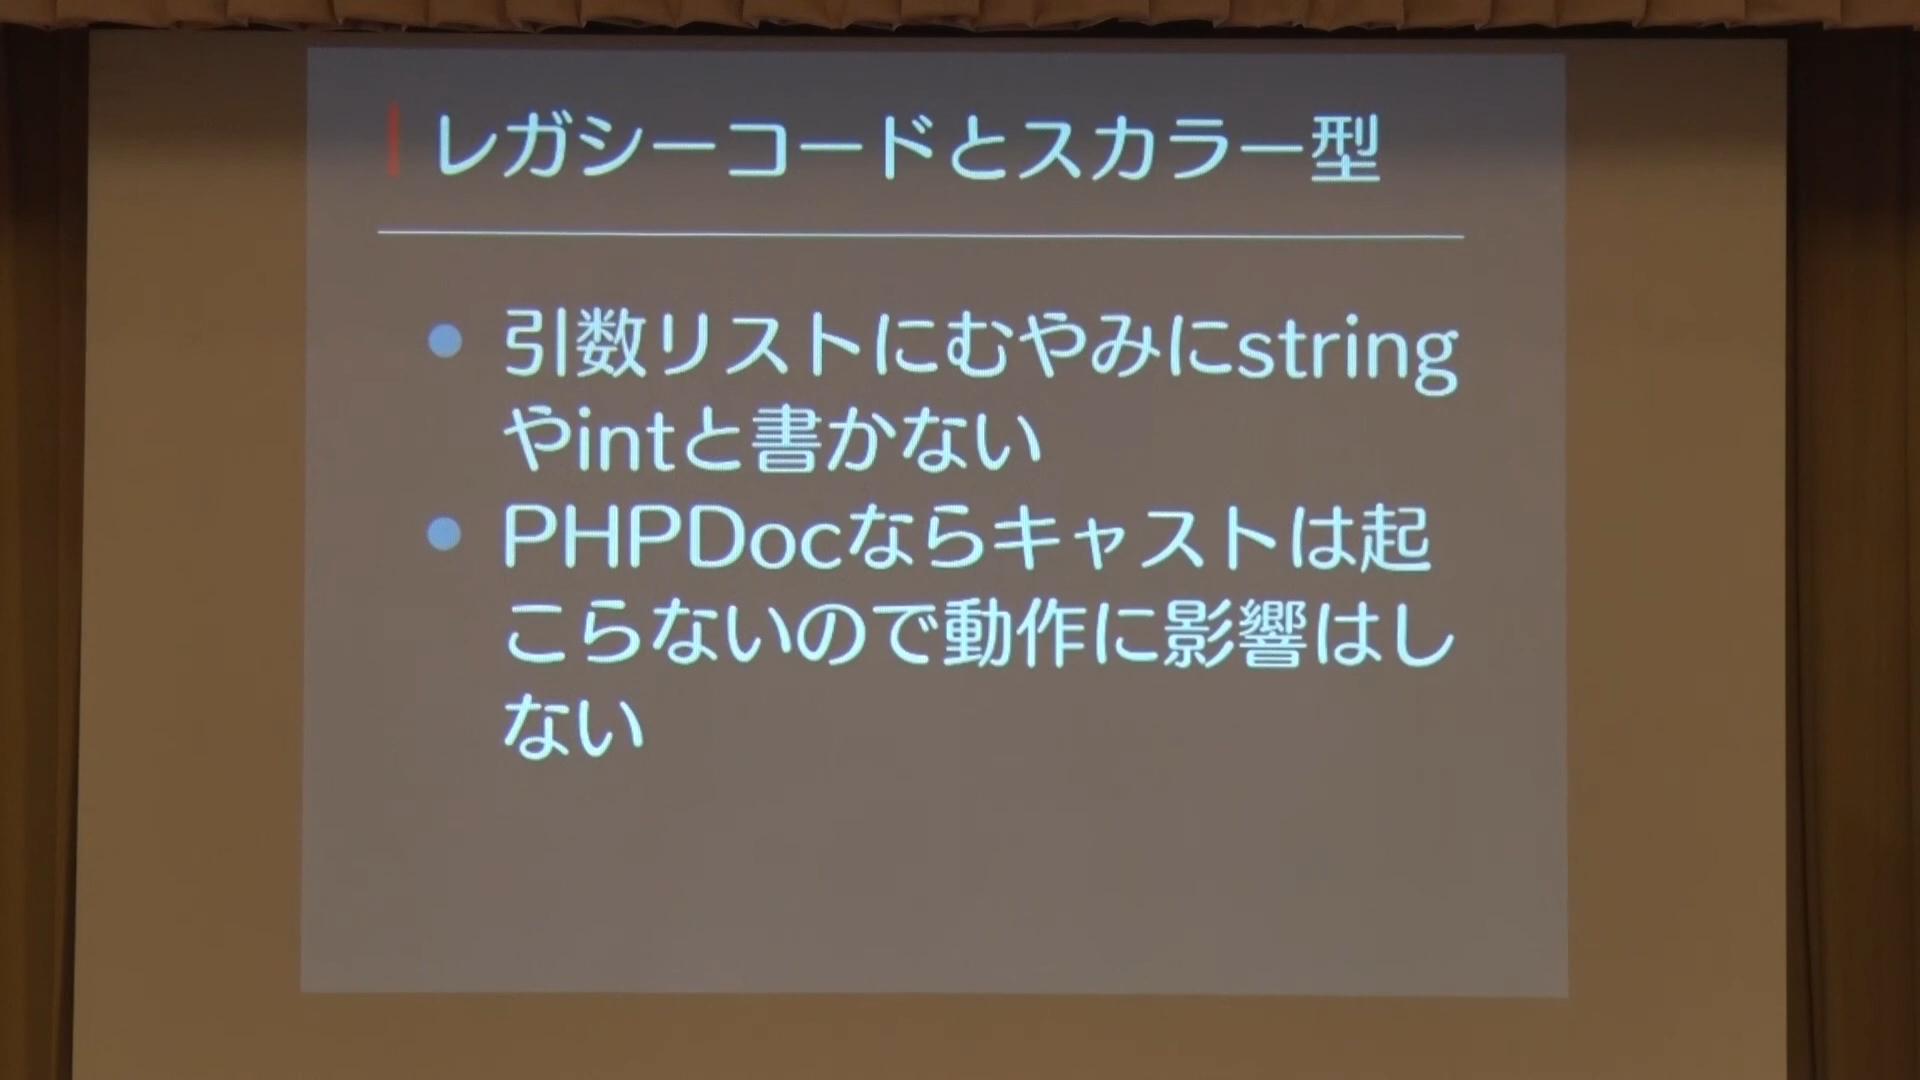 レガシーコードとスカラー型
引数リストにむやみにstring
やintと書かない
PHPDocならキャストは起
こらないので動作に影響はし
ない